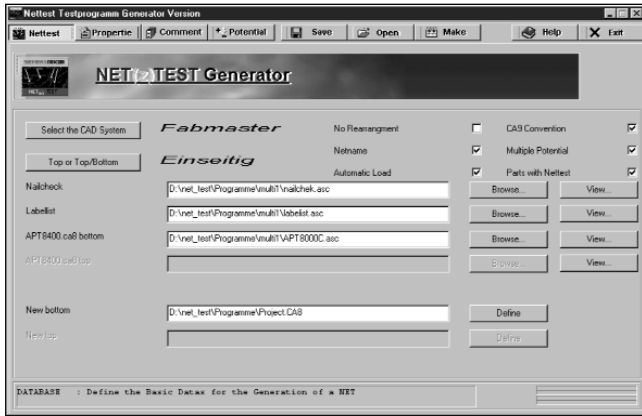 Nettest Testprogramm Generator Version
Nettest Propertie Comment Potential Save Open Make Help Exit
NET(z)TEST Generator
Select the CAD System Fabmaster No Rearrangment CA9 Convention
Top or Top/Bottom Einseitig Netname Multiple Potential
Automatic Load Parts with Nettest
Nailcheck D:\net_test\Programme\multi1\nailchek.asc Browse... View...
Labellist D:\net_test\Programme\multi1\labelist.asc Browse... View...
APT8400.ca8 bottom D:\net_test\Programme\multi1\APT8000C.asc Browse... View...
APT8400.ca8 top Browse... View...
New bottom D:\net_test\Programme\Project.CA8 Define
New top Define
DATABASE : Define the Basic Datas for the Generation of a NET